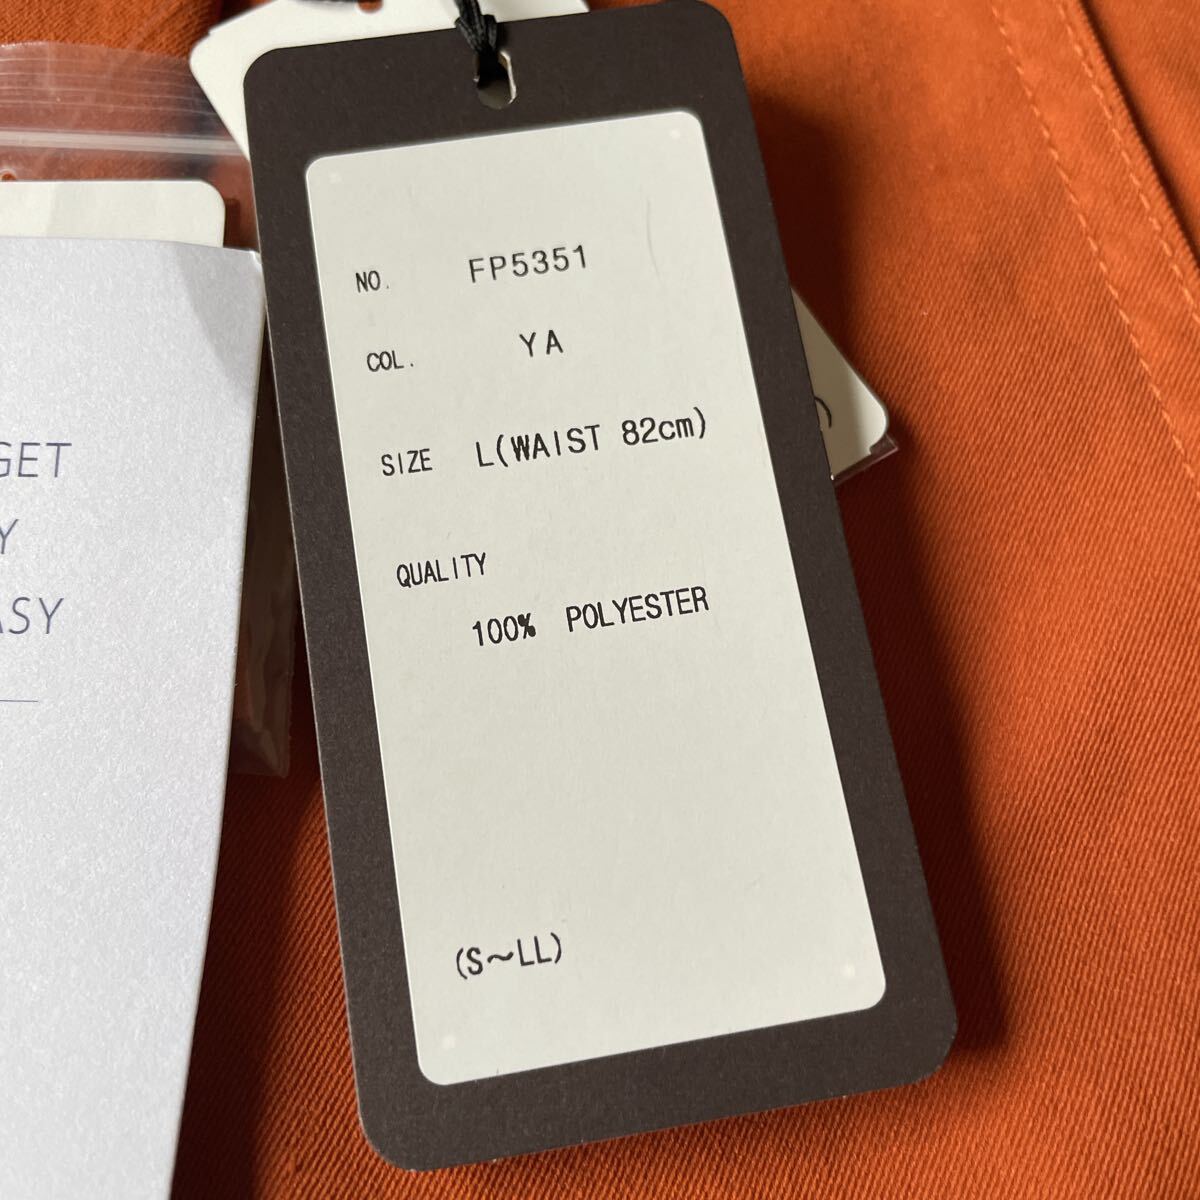 NO. FP5351
COL. YA
SIZE L(WAIST 82cm)
QUALITY
100% POLYESTER
(S～LL)
GET
Y
ASY